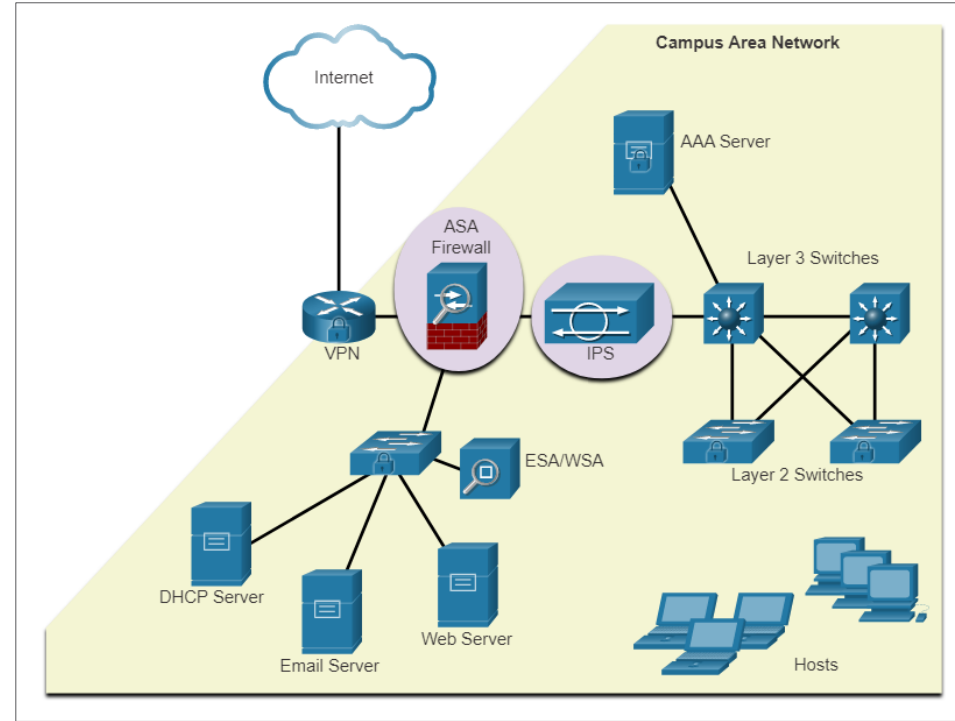 Campus Area Network
Internet
AAA Server
ASA
Firewall
Layer 3 Switches
VPN
IPS
ESA/WSA
Layer 2 Switches
DHCP Server
Web Server
Email Server
Hosts